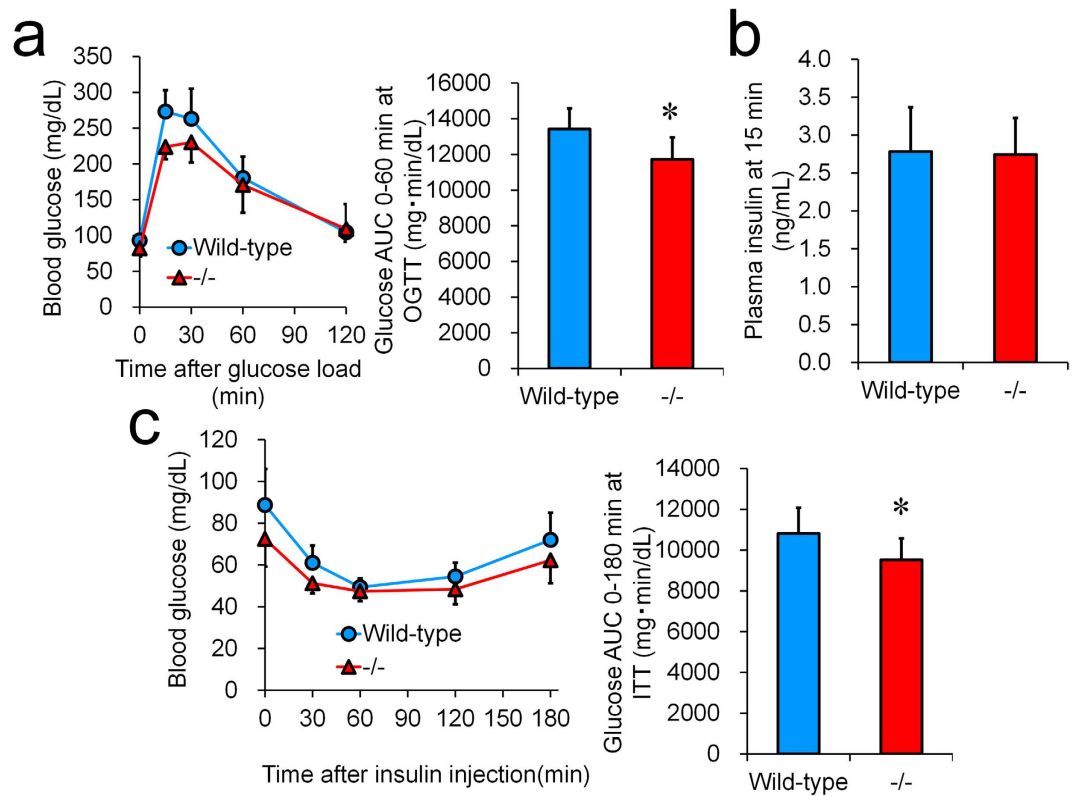 a
Blood glucose (mg/dL)
350
300
250
200
150
100
50
0
0 30 60 90 120
Wild-type
-/-
Time after glucose load
(min)
Glucose AUC 0-60 min at
OGTT (mg・min/dL)
16000
14000
12000
10000
8000
6000
4000
2000
0
*
Wild-type -/-
b
Plasma insulin at 15 min
(ng/mL)
4.0
3.5
3.0
2.5
2.0
1.5
1.0
0.5
0.0
Wild-type -/-
c
Blood glucose (mg/dL)
120
100
80
60
40
20
0
0 30 60 90 120 150 180
Wild-type
-/-
Time after insulin injection(min)
Glucose AUC 0-180 min at
ITT (mg・min/dL)
14000
12000
10000
8000
6000
4000
2000
0
*
Wild-type -/-